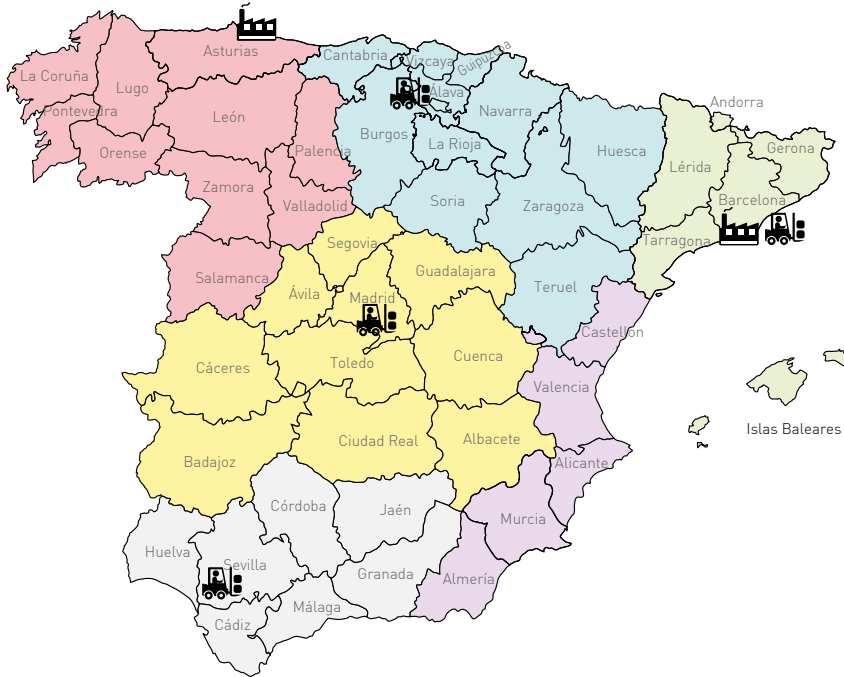 Asturias
Cantabria
Vizcaya
Guipuzcoa
La Coruña
Lugo
Álava
Pontevedra
León
Navarra
Andorra
Burgos
La Rioja
Orense
Palencia
Huesca
Gerona
Lérida
Zamora
Valladolid
Soria
Zaragoza
Barcelona
Segovia
Tarragona
Salamanca
Guadalajara
Ávila
Madrid
Teruel
Castellón
Cáceres
Toledo
Cuenca
Valencia
Islas Baleares
Badajoz
Ciudad Real
Albacete
Alicante
Córdoba
Jaén
Murcia
Huelva
Sevilla
Granada
Almería
Málaga
Cádiz